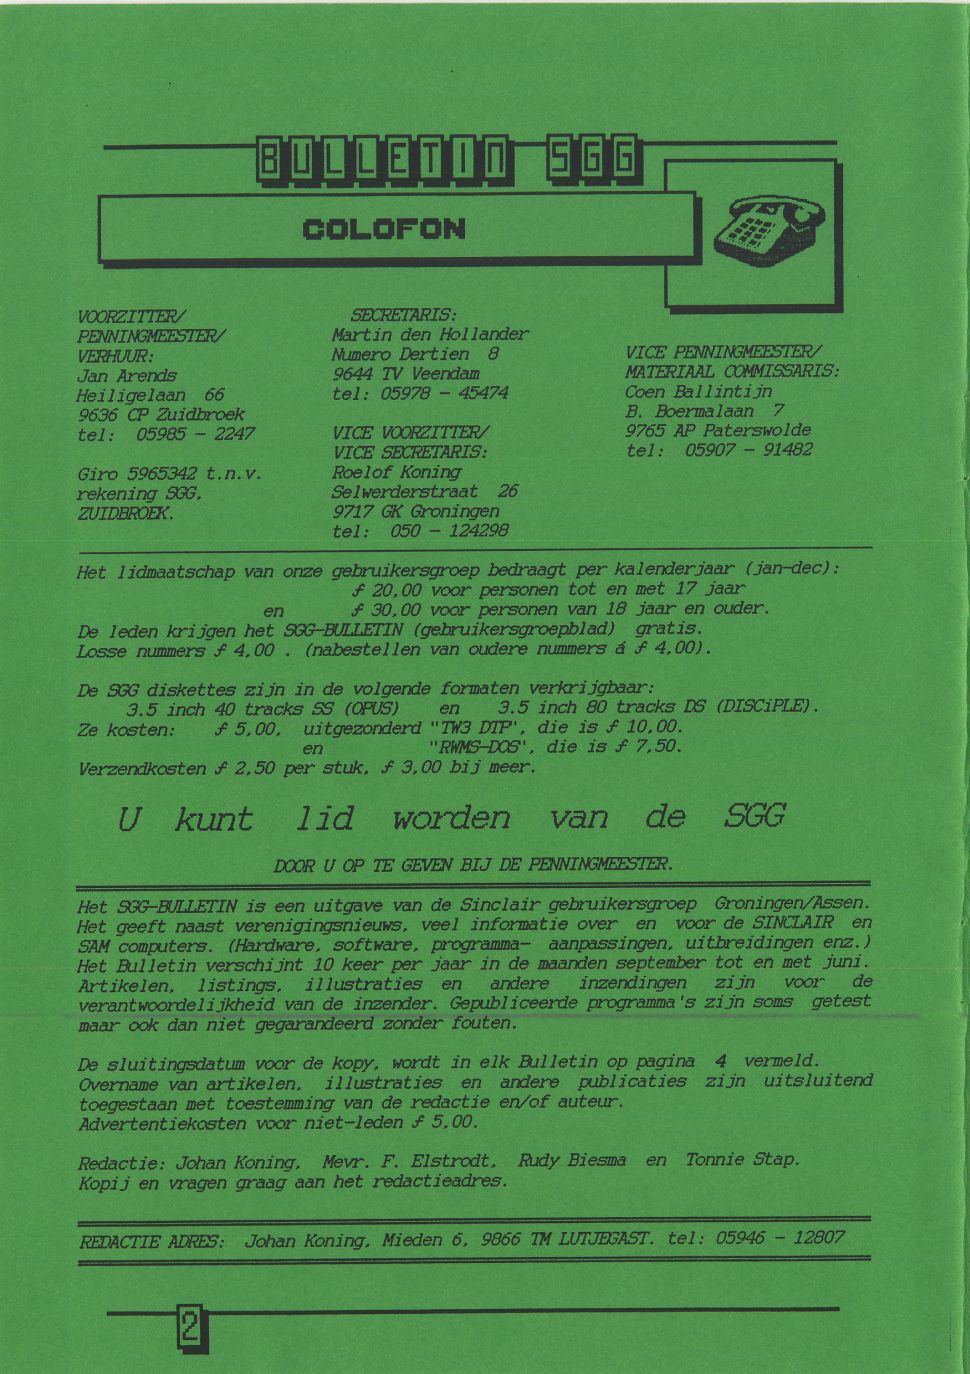 BULLETIN SGG
COLOFON
VOORZITTER/
PENNINGMEESTER/
VERHUUR:
Jan Arends
Heiligelaan 66
9636 CP Zuidbroek
tel: 05985 - 2247
Giro 5965342 t.n.v.
rekening SGG,
ZUIDBROEK.
SECRETARIS:
Martin den Hollander
Numero Dertien 8
9644 TV Veendam
tel: 05978 - 45474
VICE VOORZITTER/
VICE SECRETARIS:
Roelof Koning
Selwerderstraat 26
9717 GK Groningen
tel: 050 - 124298
VICE PENNINGMEESTER/
MATERIAAL COMMISSARIS:
Coen Ballintijn
B. Boermalaan 7
9765 AP Paterswolde
tel: 05907 - 91482
Het lidmaatschap van onze gebruikersgroep bedraagt per kalenderjaar (jan-dec):
ƒ 20,00 voor personen tot en met 17 jaar
en ƒ 30,00 voor personen van 18 jaar en ouder.
De leden krijgen het SGG-BULLETIN (gebruikersgroepblad) gratis.
Losse nummers ƒ 4,00 . (nabestellen van oudere nummers á ƒ 4,00).
De SGG diskettes zijn in de volgende formaten verkrijgbaar:
3.5 inch 40 tracks SS (OPUS) en 3.5 inch 80 tracks DS (DISCiPLE).
Ze kosten: ƒ 5,00, uitgezonderd "TW3 DTP", die is ƒ 10,00.
en "RWMS-DOS", die is ƒ 7,50.
Verzendkosten ƒ 2,50 per stuk, ƒ 3,00 bij meer.
U kunt lid worden van de SGG
DOOR U OP TE GEVEN BIJ DE PENNINGMEESTER.
Het SGG-BULLETIN is een uitgave van de Sinclair gebruikersgroep Groningen/Assen.
Het geeft naast verenigingsnieuws, veel informatie over en voor de SINCLAIR en
SAM computers. (Hardware, software, programma- aanpassingen, uitbreidingen enz.)
Het Bulletin verschijnt 10 keer per jaar in de maanden september tot en met juni.
Artikelen, listings, illustraties en andere inzendingen zijn voor de
verantwoordelijkheid van de inzender. Gepubliceerde programma's zijn soms getest
maar ook dan niet gegarandeerd zonder fouten.
De sluitingsdatum voor de kopy, wordt in elk Bulletin op pagina 4 vermeld.
Overname van artikelen, illustraties en andere publicaties zijn uitsluitend
toegestaan met toestemming van de redactie en/of auteur.
Advertentiekosten voor niet-leden ƒ 5,00.
Redactie: Johan Koning, Mevr. F. Elstrodt, Rudy Biesma en Tonnie Stap.
Kopij en vragen graag aan het redactieadres.
REDACTIE ADRES: Johan Koning, Mieden 6, 9866 TM LUTJEGAST. tel: 05946 - 12807
2